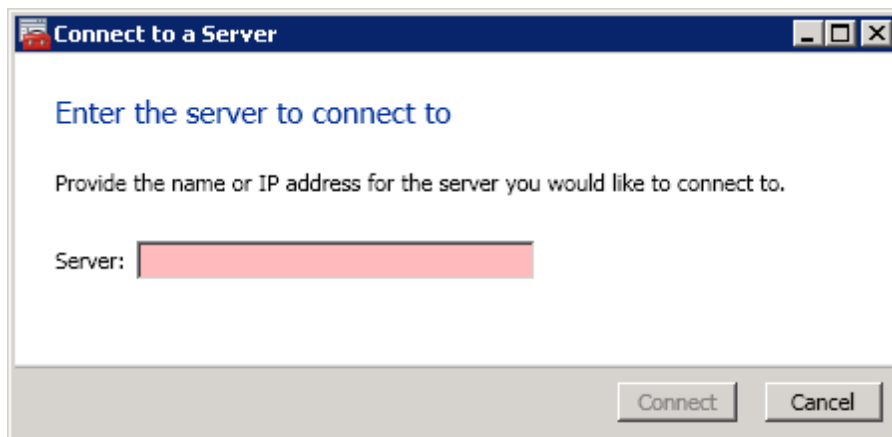 Connect to a Server
Enter the server to connect to
Provide the name or IP address for the server you would like to connect to.
Server:
Connect
Cancel